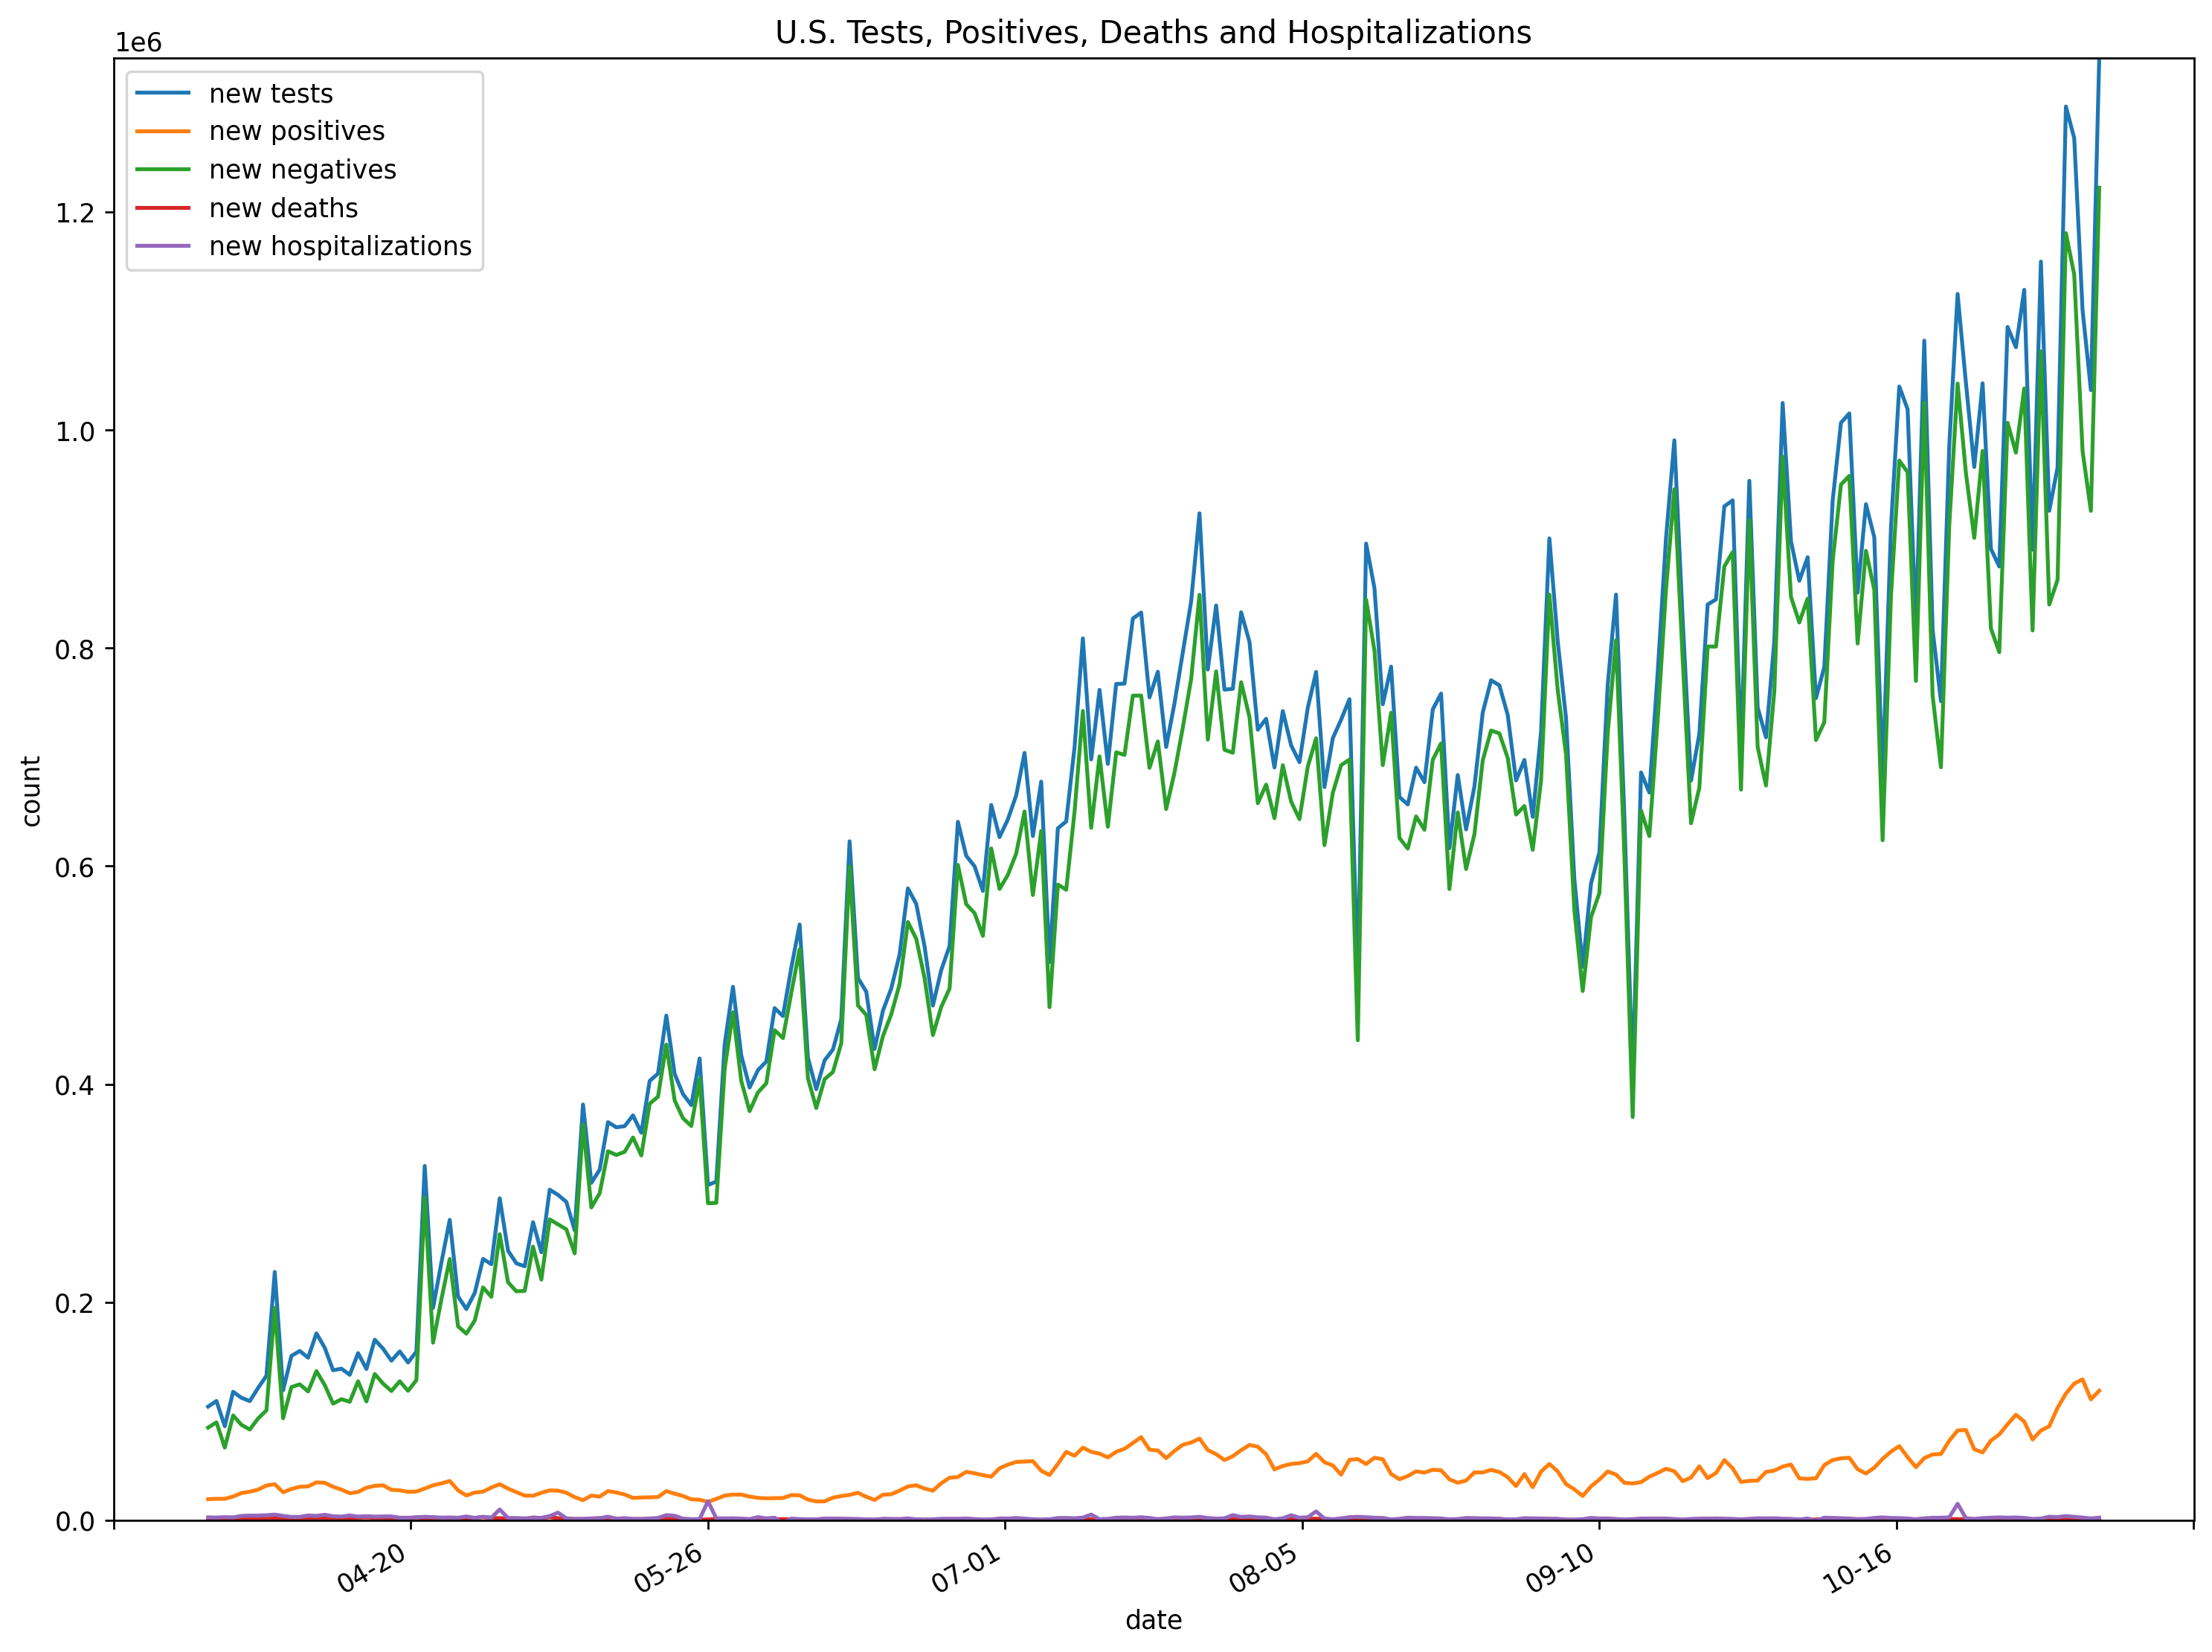 U.S. Tests, Positives, Deaths and Hospitalizations
1e6
new tests
new positives
new negatives
new deaths
new hospitalizations
1.2
1.0
0.8
0.6
0.4
0.2
0.0
count
04-20
05-26
07-01
08-05
09-10
10-16
date